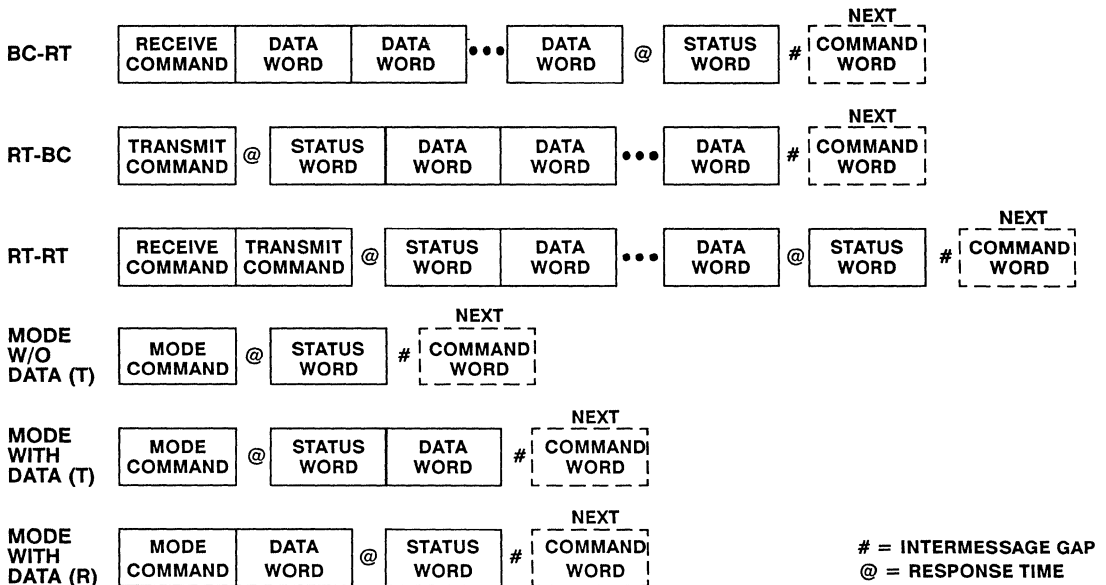 NEXT
BC-RT RECEIVE COMMAND DATA WORD DATA WORD ••• DATA WORD @ STATUS WORD # COMMAND WORD
NEXT
RT-BC TRANSMIT COMMAND @ STATUS WORD DATA WORD DATA WORD ••• DATA WORD # COMMAND WORD
NEXT
RT-RT RECEIVE COMMAND TRANSMIT COMMAND @ STATUS WORD DATA WORD ••• DATA WORD @ STATUS WORD # COMMAND WORD
NEXT
MODE W/O DATA (T) MODE COMMAND @ STATUS WORD # COMMAND WORD
NEXT
MODE WITH DATA (T) MODE COMMAND @ STATUS WORD DATA WORD # COMMAND WORD
NEXT
MODE WITH DATA (R) MODE COMMAND DATA WORD @ STATUS WORD # COMMAND WORD
# = INTERMESSAGE GAP
@ = RESPONSE TIME